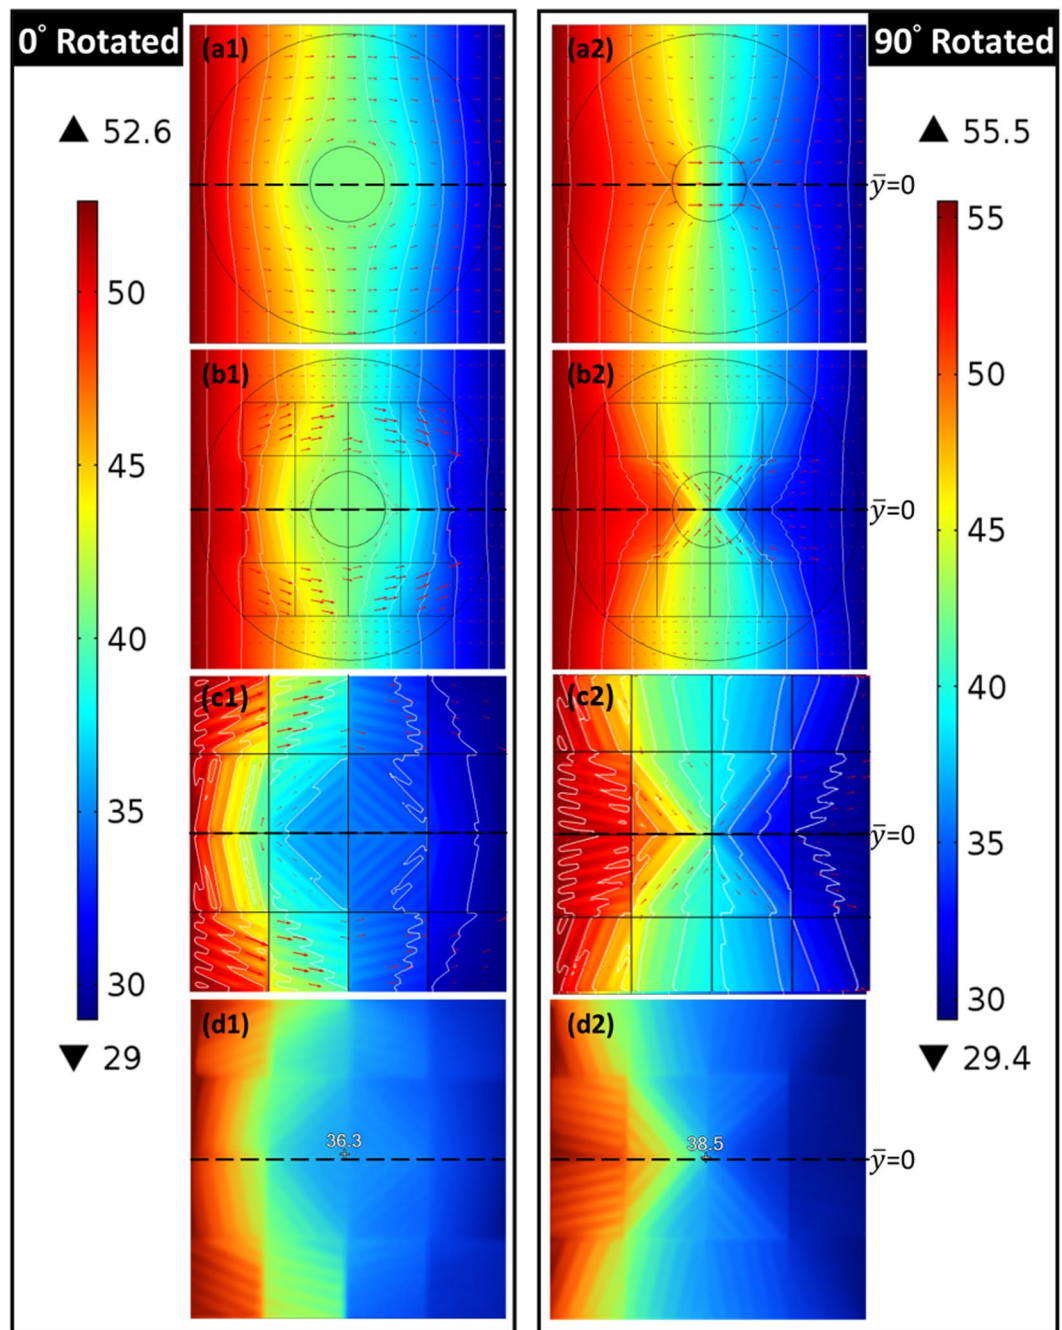 0° Rotated
(a1)
(a2)
90° Rotated
▲ 52.6
▲ 55.5
ȳ=0
55
50
(b1)
(b2)
50
45
ȳ=0
45
40
(c1)
(c2)
40
35
ȳ=0
35
30
30
(d1)
(d2)
▼ 29
▼ 29.4
36.3
38.5
ȳ=0